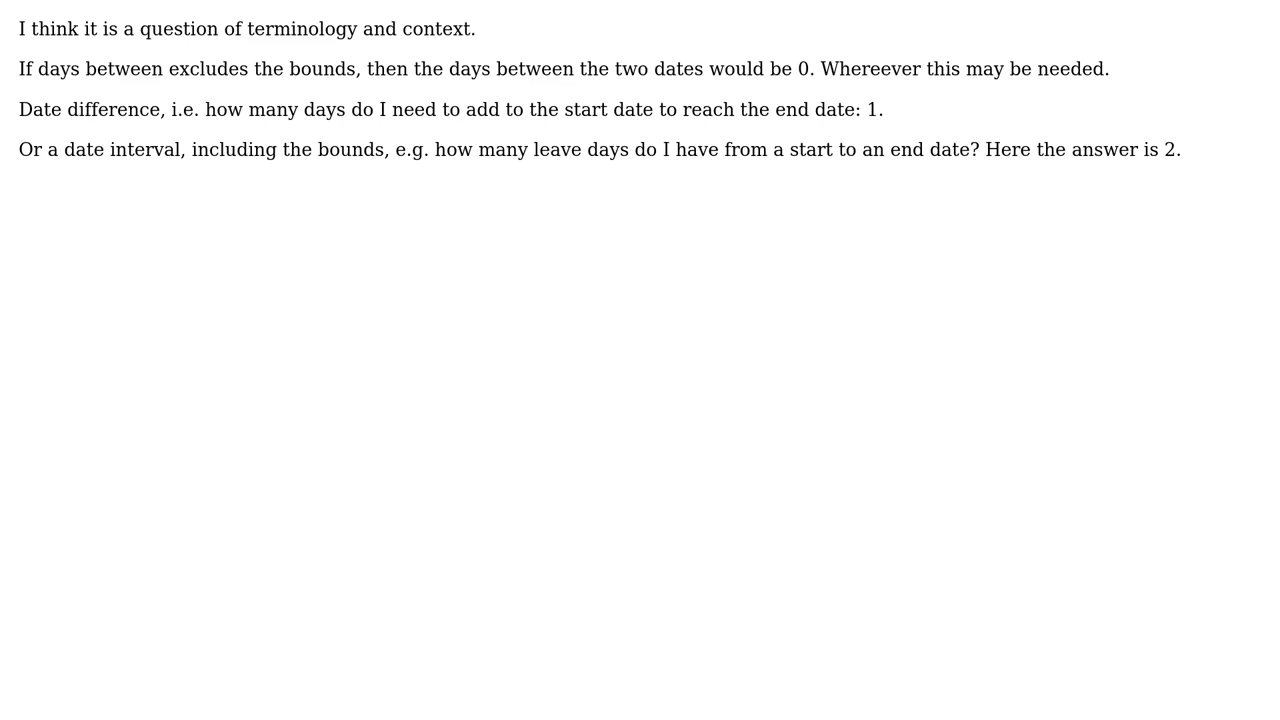 I think it is a question of terminology and context.
If days between excludes the bounds, then the days between the two dates would be 0. Whereever this may be needed.
Date difference, i.e. how many days do I need to add to the start date to reach the end date: 1.
Or a date interval, including the bounds, e.g. how many leave days do I have from a start to an end date? Here the answer is 2.